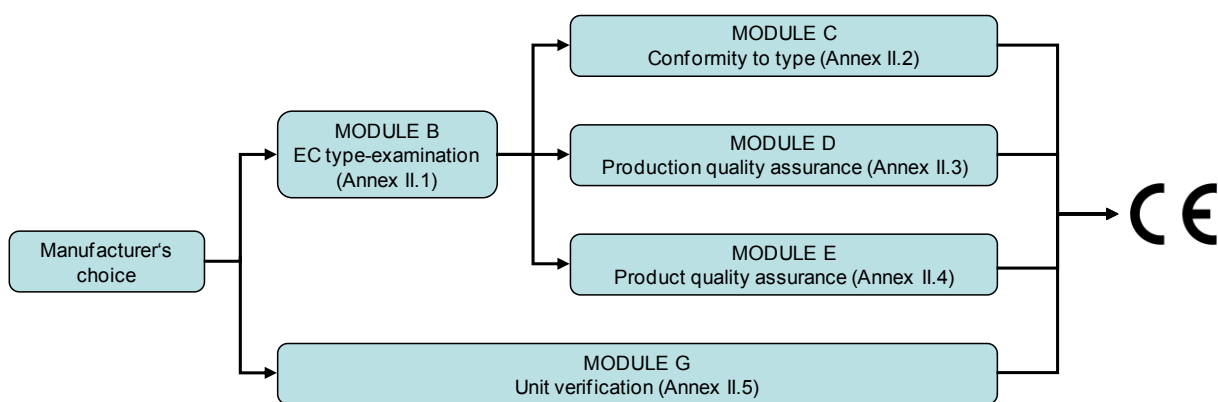 MODULE C
Conformity to type (Annex II.2)
MODULE B
EC type-examination
(Annex II.1)
MODULE D
Production quality assurance (Annex II.3)
Manufacturer‘s
choice
MODULE E
Product quality assurance (Annex II.4)
MODULE G
Unit verification (Annex II.5)
CE